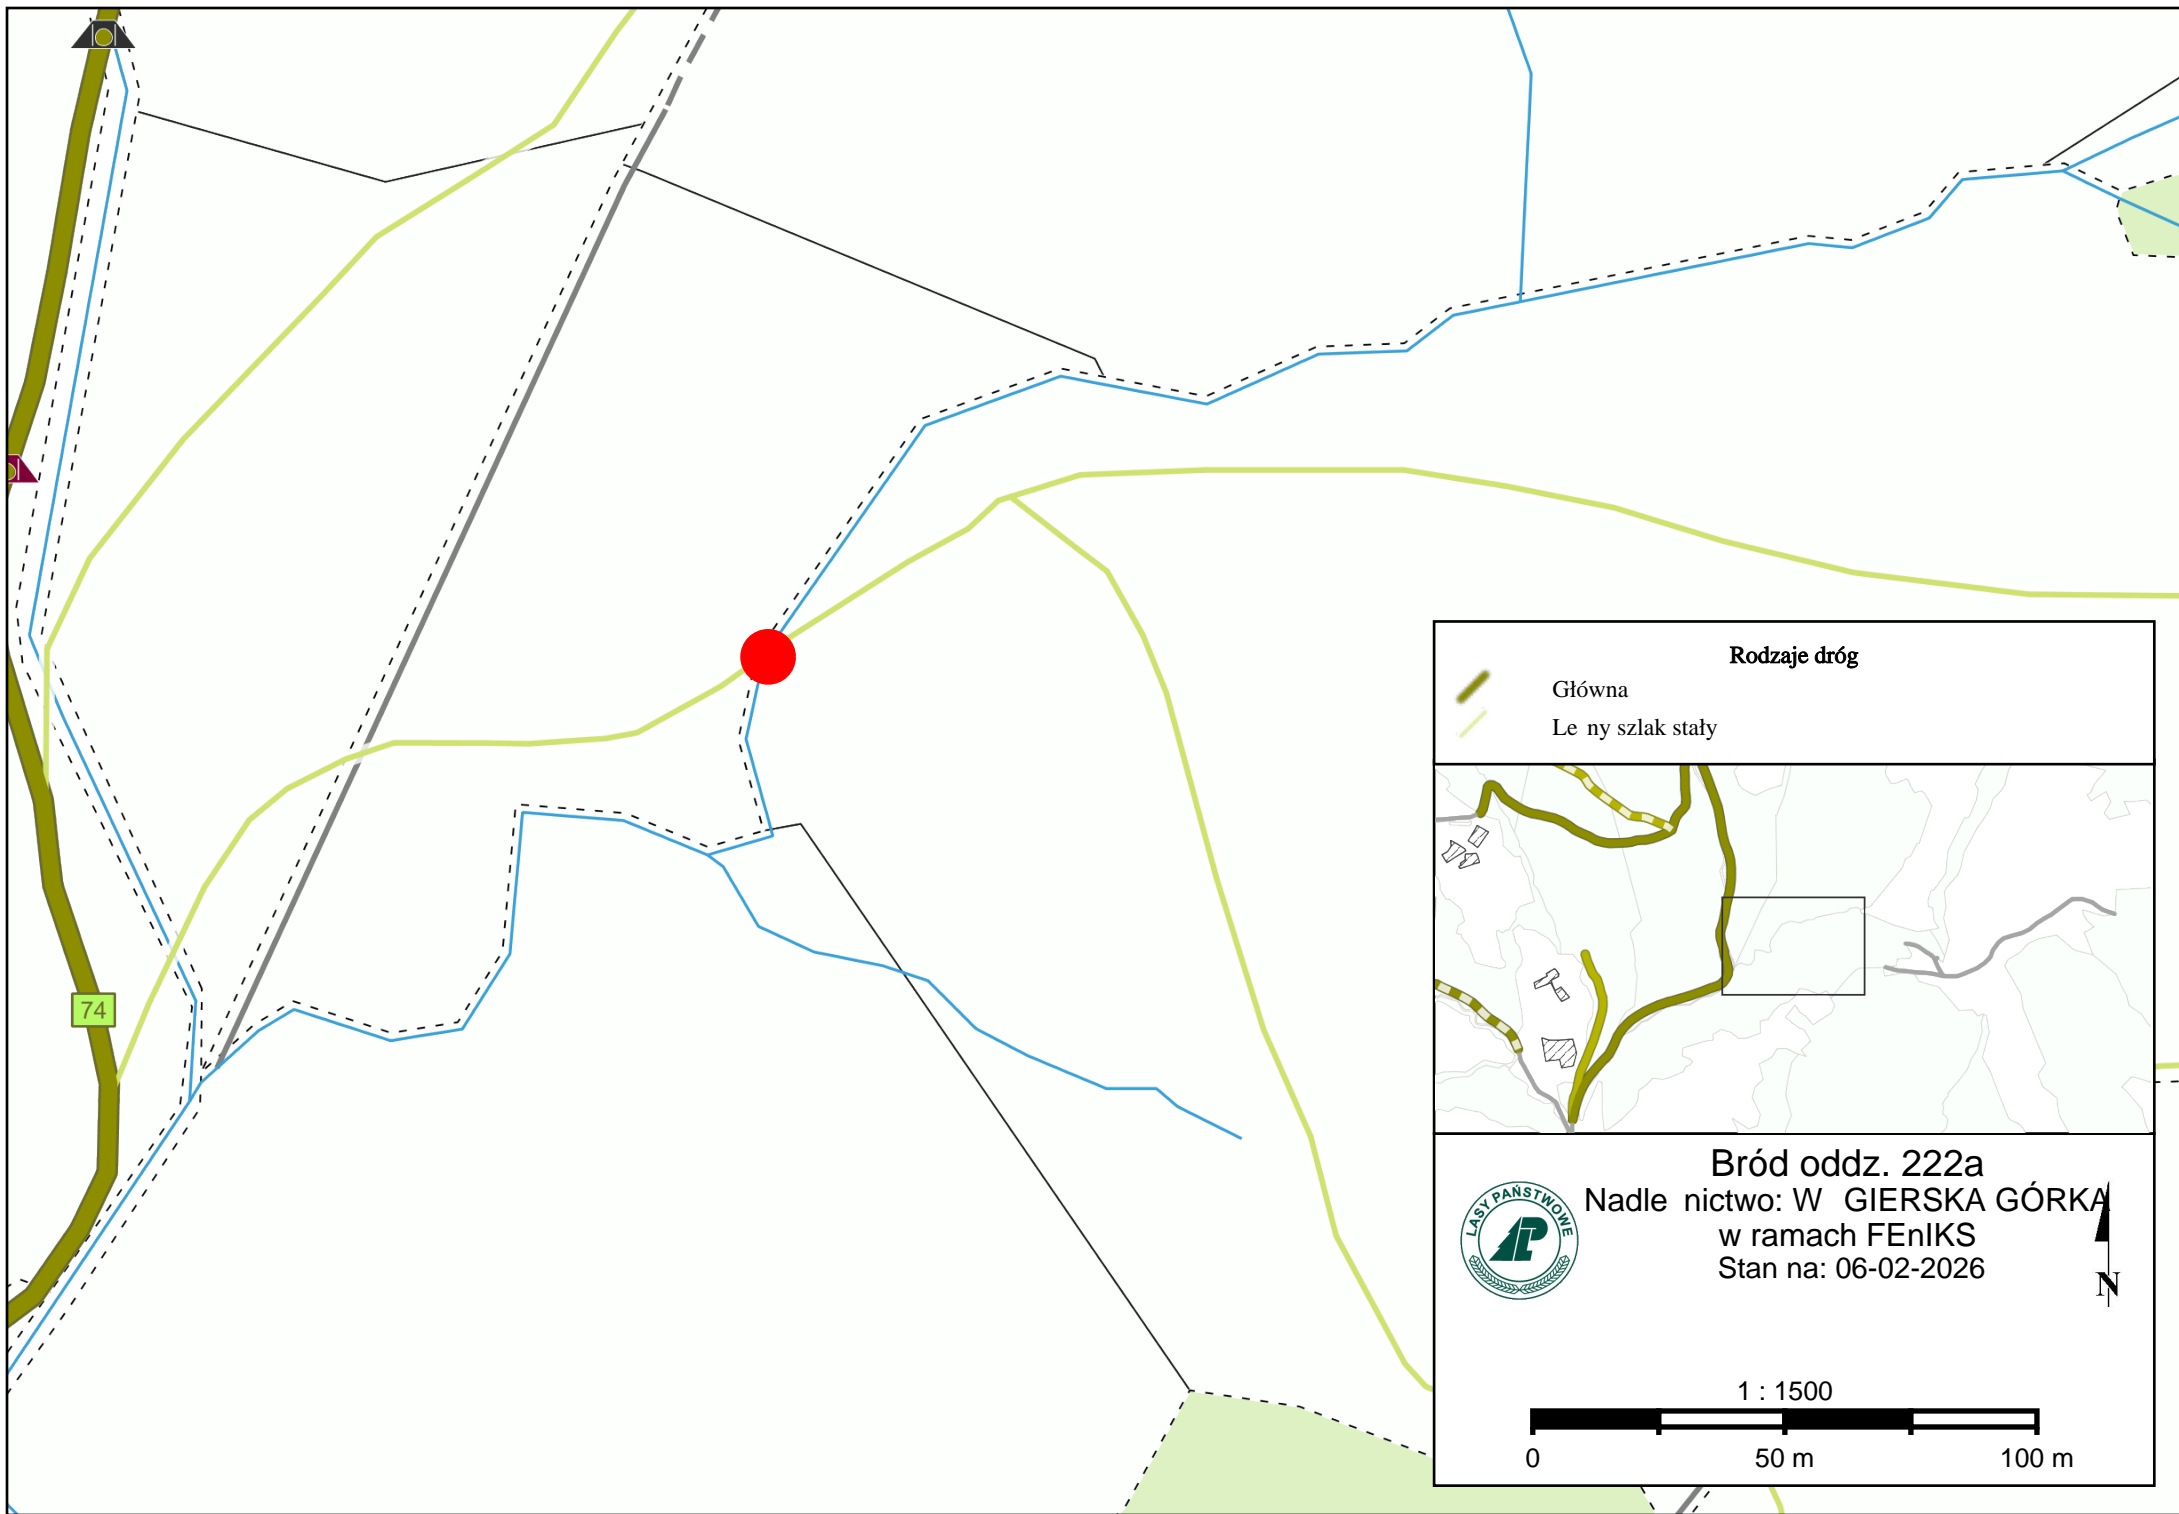 74
Rodzaje dróg
Główna
Le ny szlak stały
Bród oddz. 222a
Nadle nictwo: W GIERSKA GÓRKA
w ramach FEnIKS
Stan na: 06-02-2026
LASY PAŃSTWOWE
N
1 : 1500
0 50 m 100 m